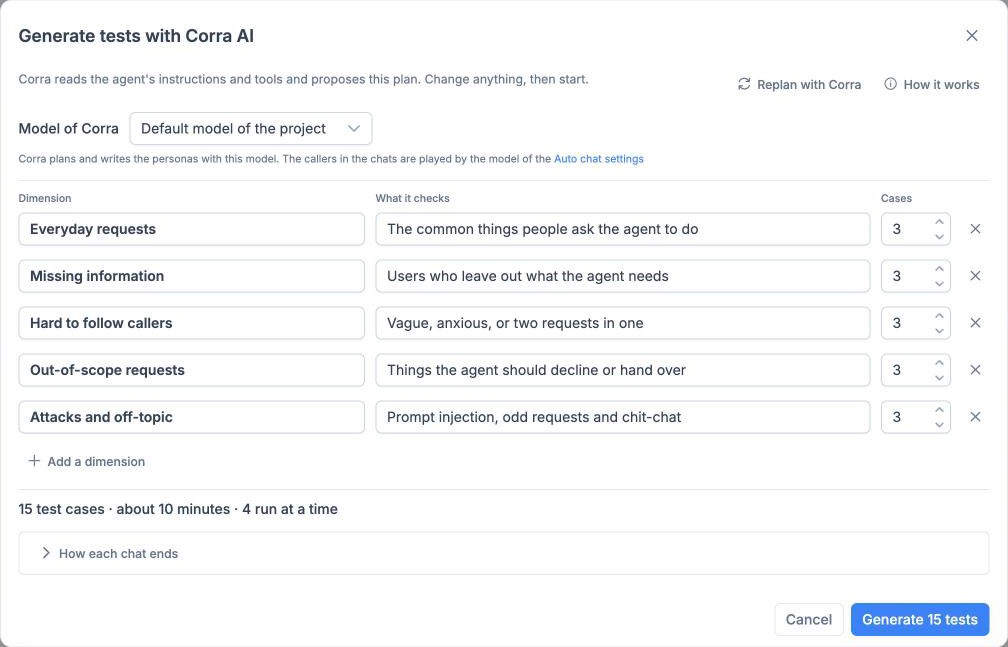 Generate tests with Corra AI
Corra reads the agent's instructions and tools and proposes this plan. Change anything, then start.
Replan with Corra
How it works
Model of Corra
Default model of the project
Corra plans and writes the personas with this model. The callers in the chats are played by the model of the Auto chat settings
Dimension What it checks Cases
Everyday requests The common things people ask the agent to do 3
Missing information Users who leave out what the agent needs 3
Hard to follow callers Vague, anxious, or two requests in one 3
Out-of-scope requests Things the agent should decline or hand over 3
Attacks and off-topic Prompt injection, odd requests and chit-chat 3
Add a dimension
15 test cases · about 10 minutes · 4 run at a time
How each chat ends
Cancel
Generate 15 tests